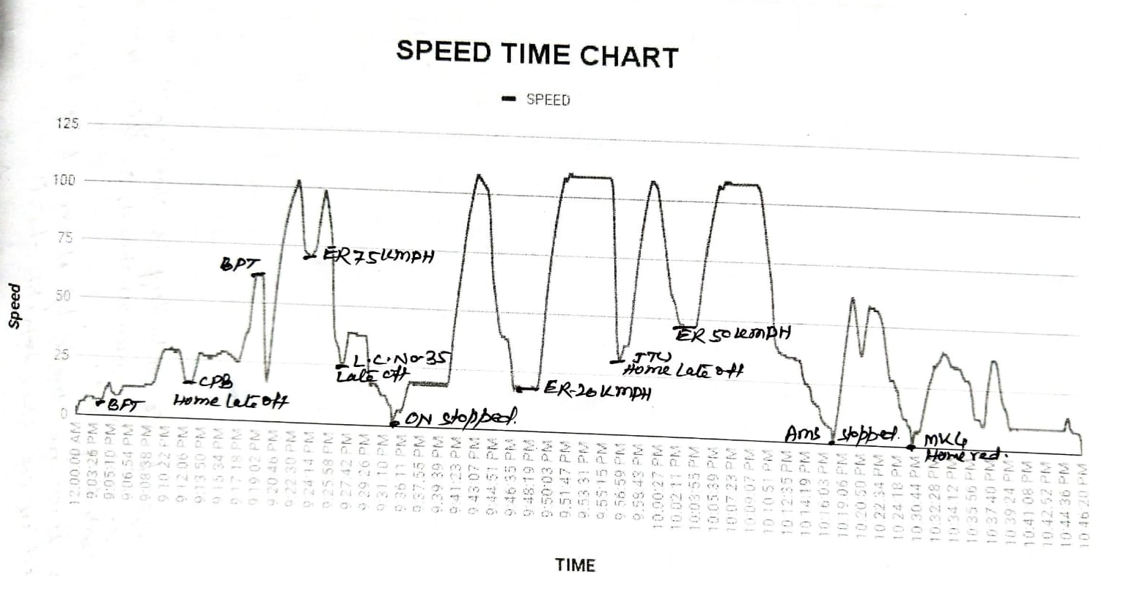 SPEED TIME CHART
SPEED
125
100
75
50
25
0
Speed
BPT
CPB
Home late off
BPT
ER 75 KMPH
L.C. No-35
Late off
ON stopped.
ER-20 KMPH
JTW
Home Late off
ER 50 KMPH
Ams stopped.
MKG
Home red.
12:00:00 AM
9:03:26 PM
9:05:10 PM
9:06:54 PM
9:08:38 PM
9:10:22 PM
9:12:06 PM
9:13:50 PM
9:15:34 PM
9:17:18 PM
9:19:02 PM
9:20:46 PM
9:22:30 PM
9:24:14 PM
9:25:58 PM
9:27:42 PM
9:29:26 PM
9:31:10 PM
9:36:11 PM
9:37:55 PM
9:39:39 PM
9:41:23 PM
9:43:07 PM
9:44:51 PM
9:46:35 PM
9:48:19 PM
9:50:03 PM
9:51:47 PM
9:53:31 PM
9:55:15 PM
9:56:59 PM
9:58:43 PM
10:00:27 PM
10:02:11 PM
10:03:55 PM
10:05:39 PM
10:07:23 PM
10:09:07 PM
10:10:51 PM
10:12:35 PM
10:14:19 PM
10:16:03 PM
10:19:06 PM
10:20:50 PM
10:22:34 PM
10:24:18 PM
10:30:44 PM
10:32:28 PM
10:34:12 PM
10:35:56 PM
10:37:40 PM
10:39:24 PM
10:41:08 PM
10:42:52 PM
10:44:36 PM
10:46:20 PM
TIME